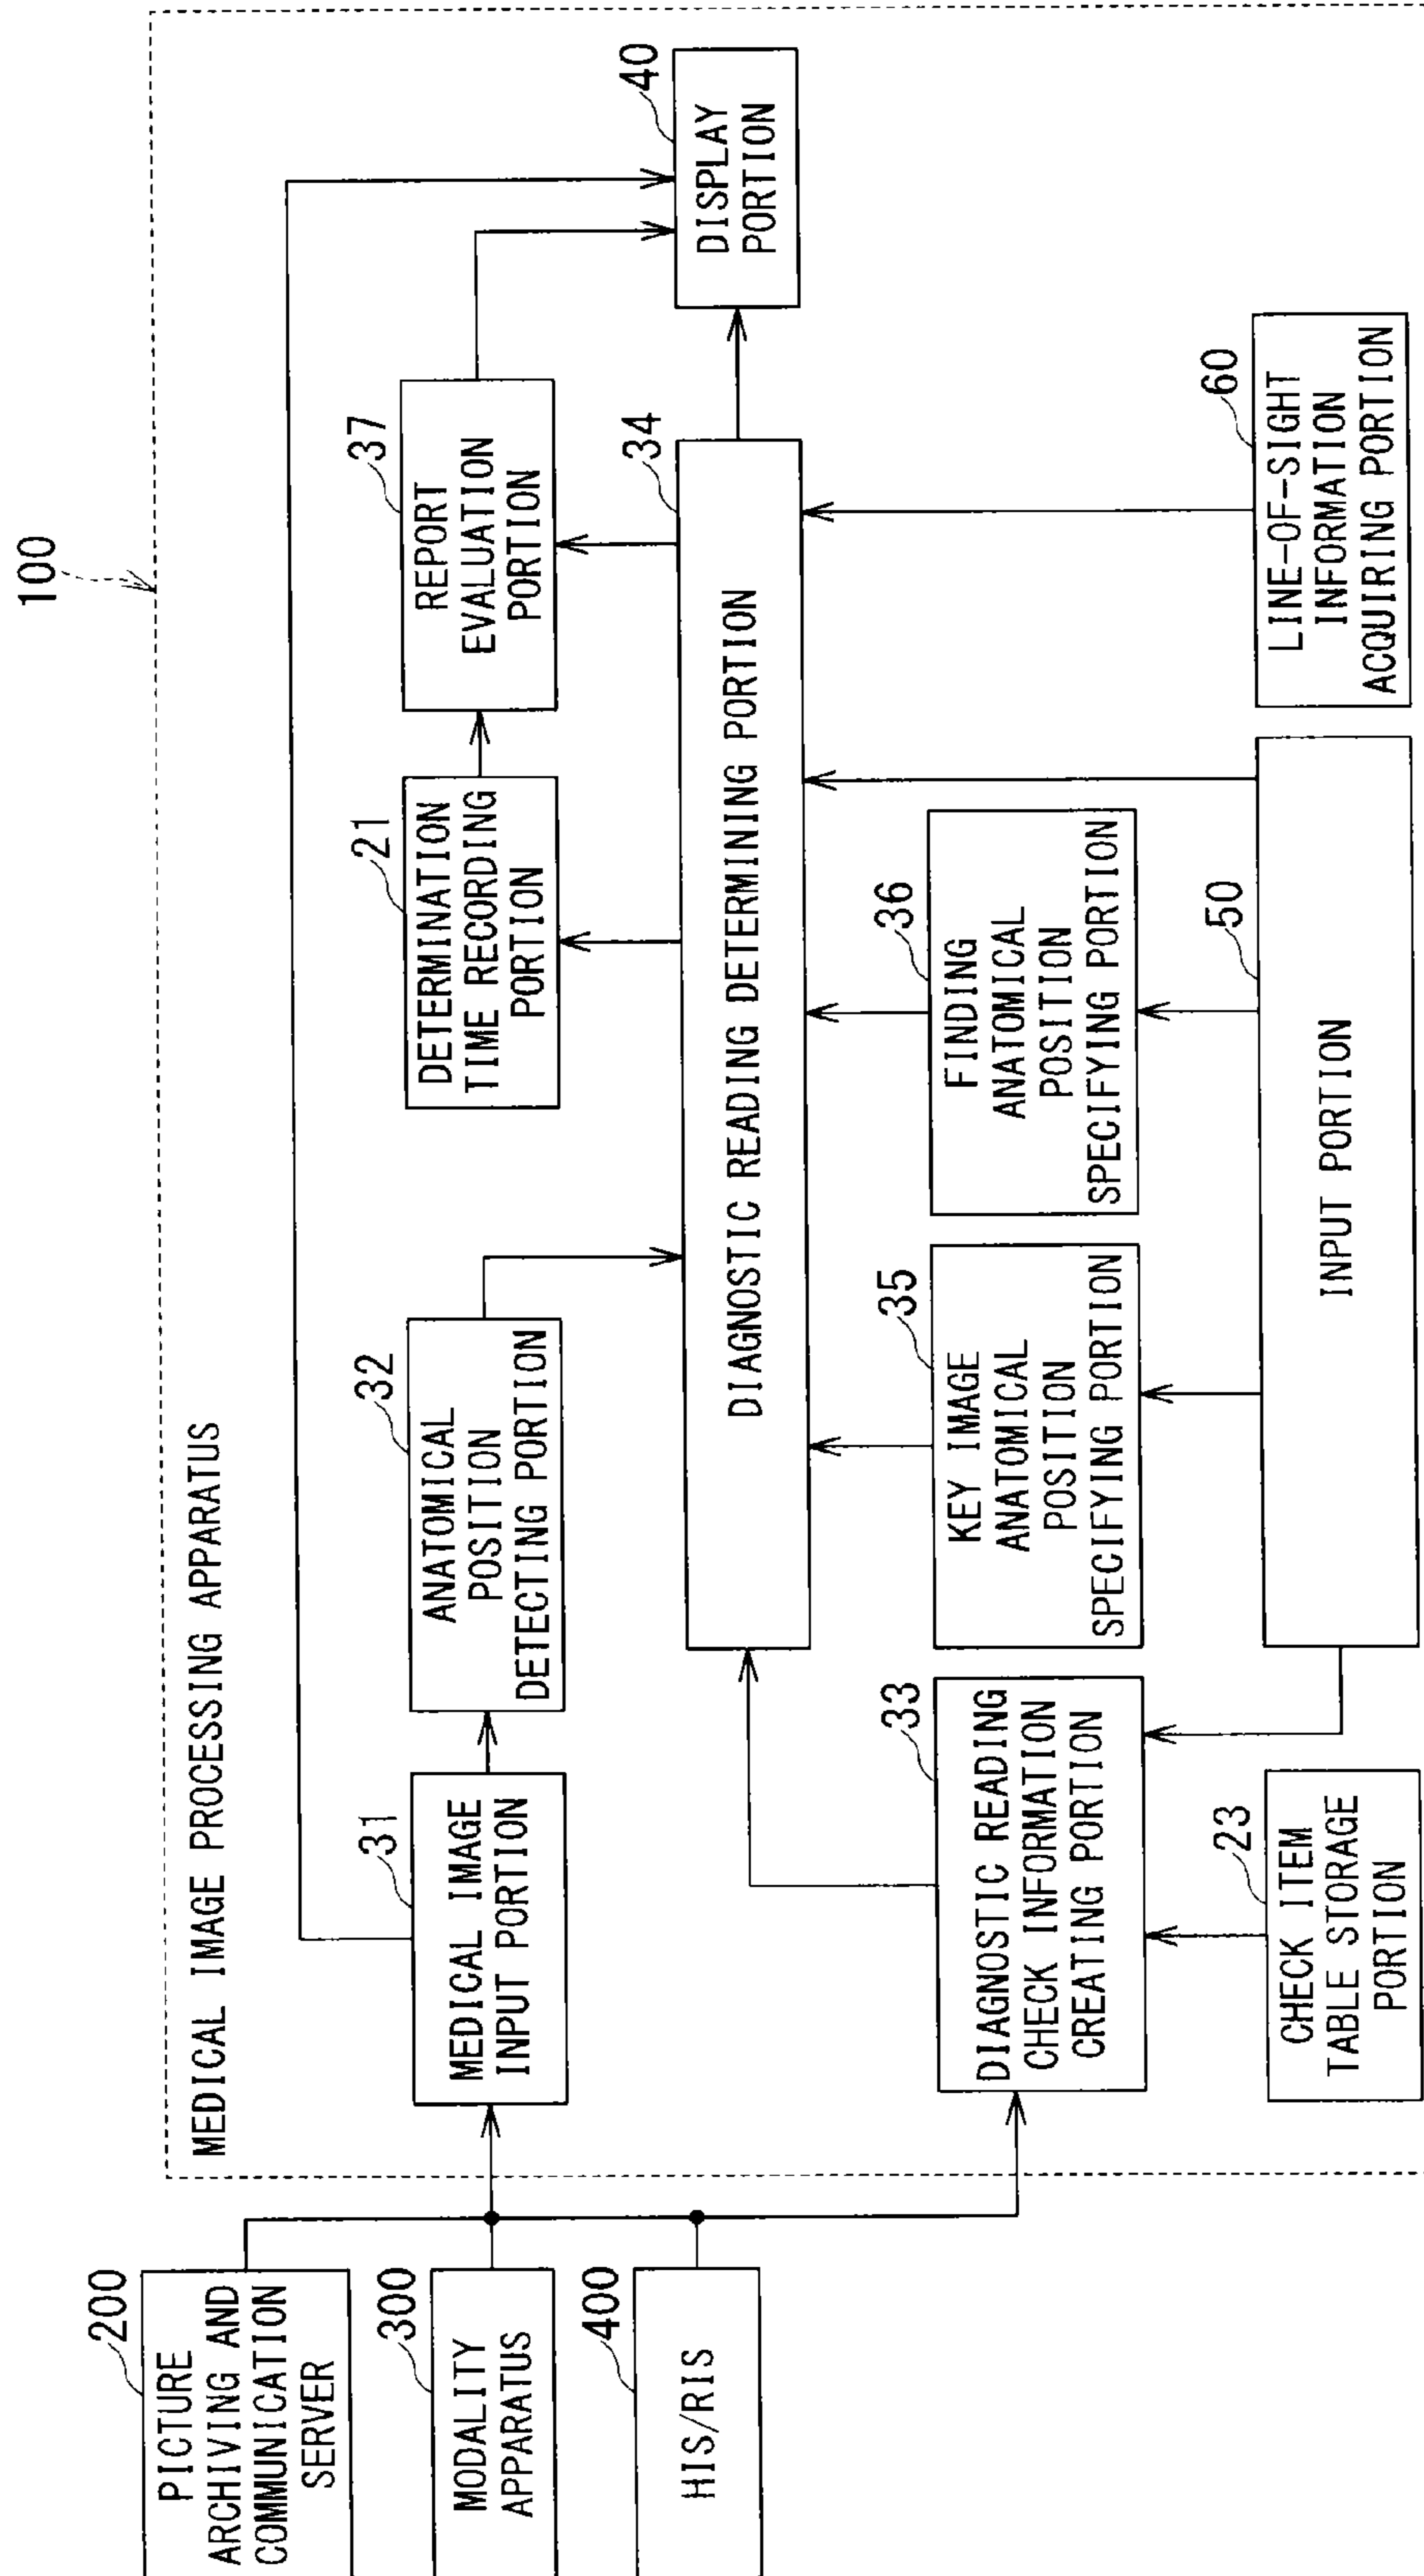 100
MEDICAL IMAGE PROCESSING APPARATUS
200
PICTURE
ARCHIVING AND
COMMUNICATION
SERVER
300
MODALITY
APPARATUS
400
HIS/RIS
31
MEDICAL IMAGE
INPUT PORTION
32
ANATOMICAL
POSITION
DETECTING PORTION
21
DETERMINATION
TIME RECORDING
PORTION
37
REPORT
EVALUATION
PORTION
40
DISPLAY
PORTION
34
DIAGNOSTIC READING DETERMINING PORTION
33
DIAGNOSTIC READING
CHECK INFORMATION
CREATING PORTION
35
KEY IMAGE
ANATOMICAL
POSITION
SPECIFYING PORTION
36
FINDING
ANATOMICAL
POSITION
SPECIFYING PORTION
23
CHECK ITEM
TABLE STORAGE
PORTION
50
INPUT PORTION
60
LINE-OF-SIGHT
INFORMATION
ACQUIRING PORTION